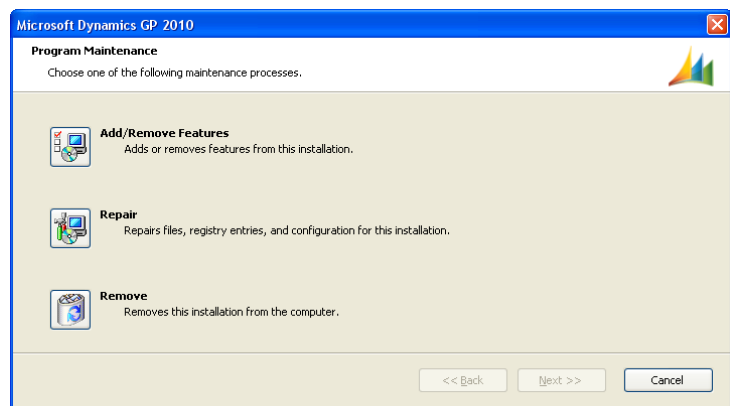 Microsoft Dynamics GP 2010
Program Maintenance
Choose one of the following maintenance processes.
Add/Remove Features
Adds or removes features from this installation.
Repair
Repairs files, registry entries, and configuration for this installation.
Remove
Removes this installation from the computer.
<< Back Next >> Cancel